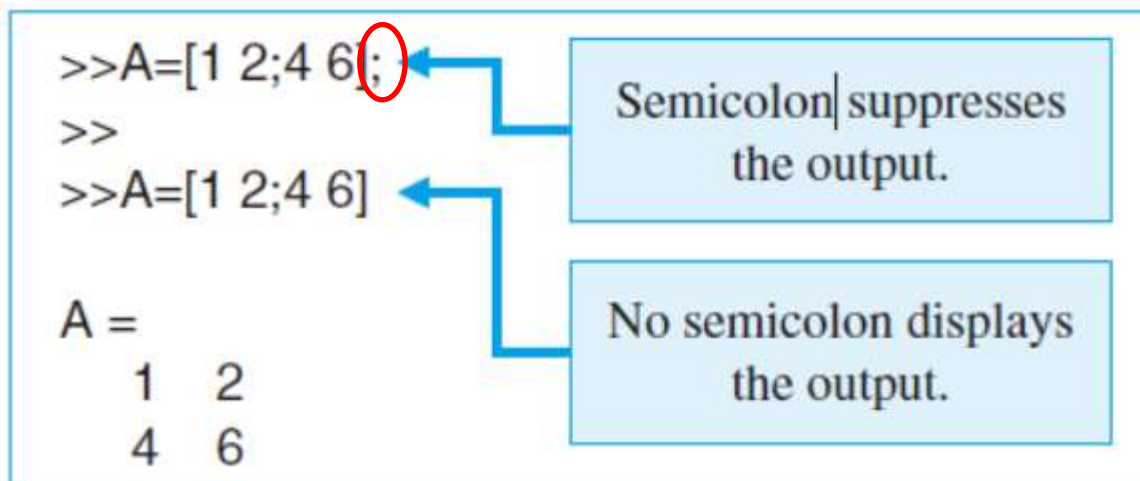 >>A=[1 2;4 6];
>>
>>A=[1 2;4 6]
A =
1 2
4 6
Semicolon suppresses
the output.
No semicolon displays
the output.